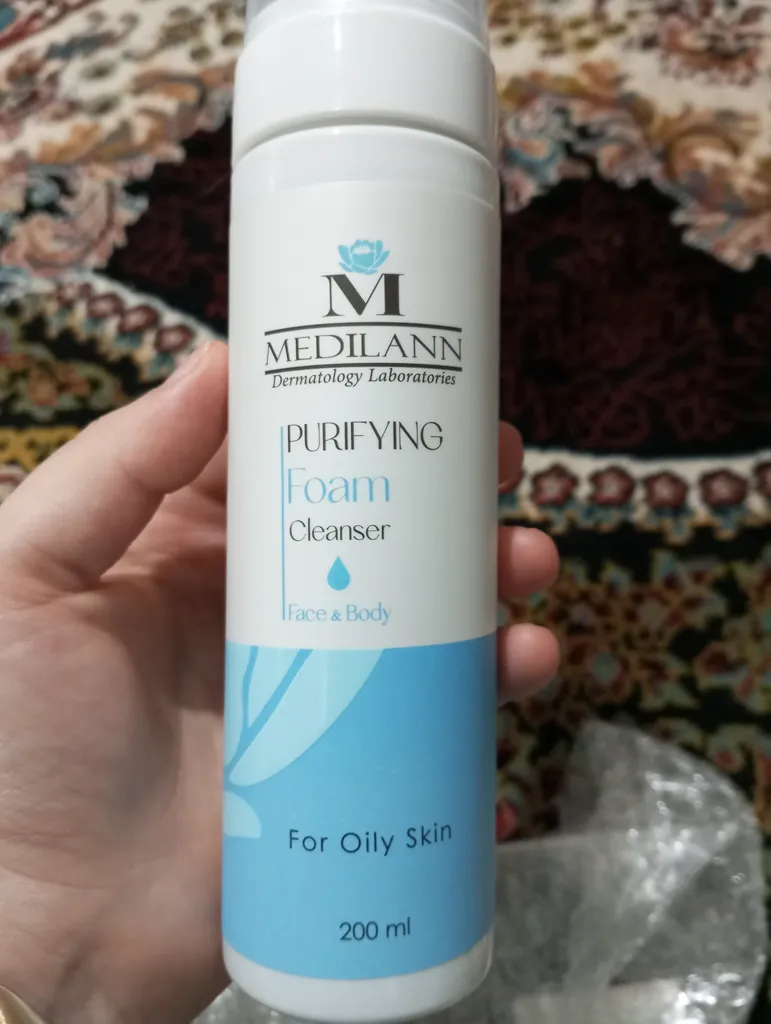 M
MEDILANN
Dermatology Laboratories
PURIFYING
Foam
Cleanser
Face & Body
For Oily Skin
200 ml